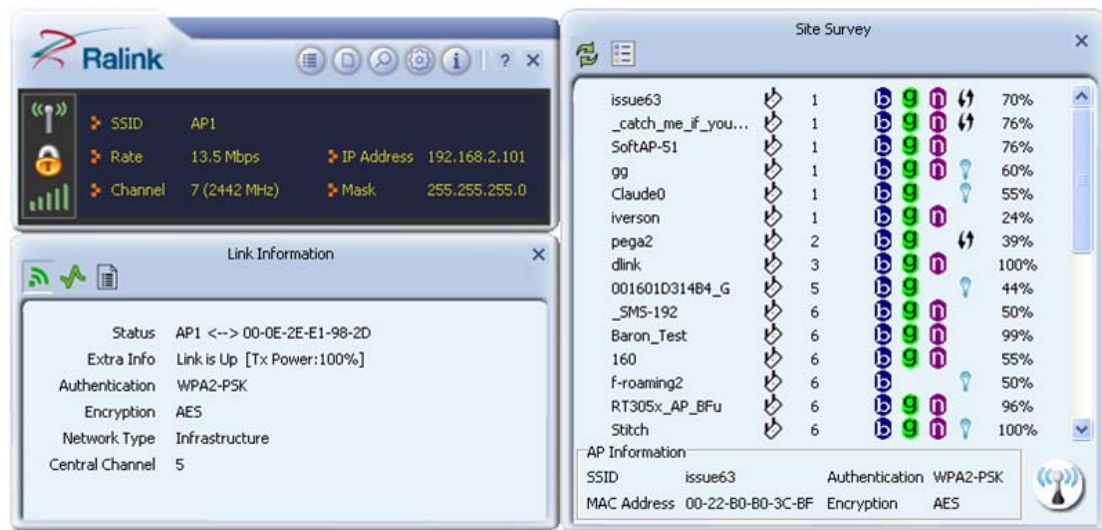 Ralink
? ×
SSID AP1
Rate 13.5 Mbps IP Address 192.168.2.101
Channel 7 (2442 MHz) Mask 255.255.255.0
Link Information
Status AP1 <--> 00-0E-2E-E1-98-2D
Extra Info Link is Up [Tx Power:100%]
Authentication WPA2-PSK
Encryption AES
Network Type Infrastructure
Central Channel 5
Site Survey
issue63 1 b g n 70%
_catch_me_if_you... 1 b g n 76%
SoftAP-51 1 b g n 76%
gg 1 b g n 60%
Claude0 1 b g 55%
iverson 1 b g n 24%
pega2 2 b g 39%
dlink 3 b g n 100%
001601D314B4_G 5 b g 44%
_SMS-192 6 b g n 50%
Baron_Test 6 b g n 99%
160 6 b g n 55%
f-roaming2 6 b 50%
RT305x_AP_BFu 6 b g n 96%
Stitch 6 b g n 100%
AP Information
SSID issue63 Authentication WPA2-PSK
MAC Address 00-22-B0-B0-3C-BF Encryption AES